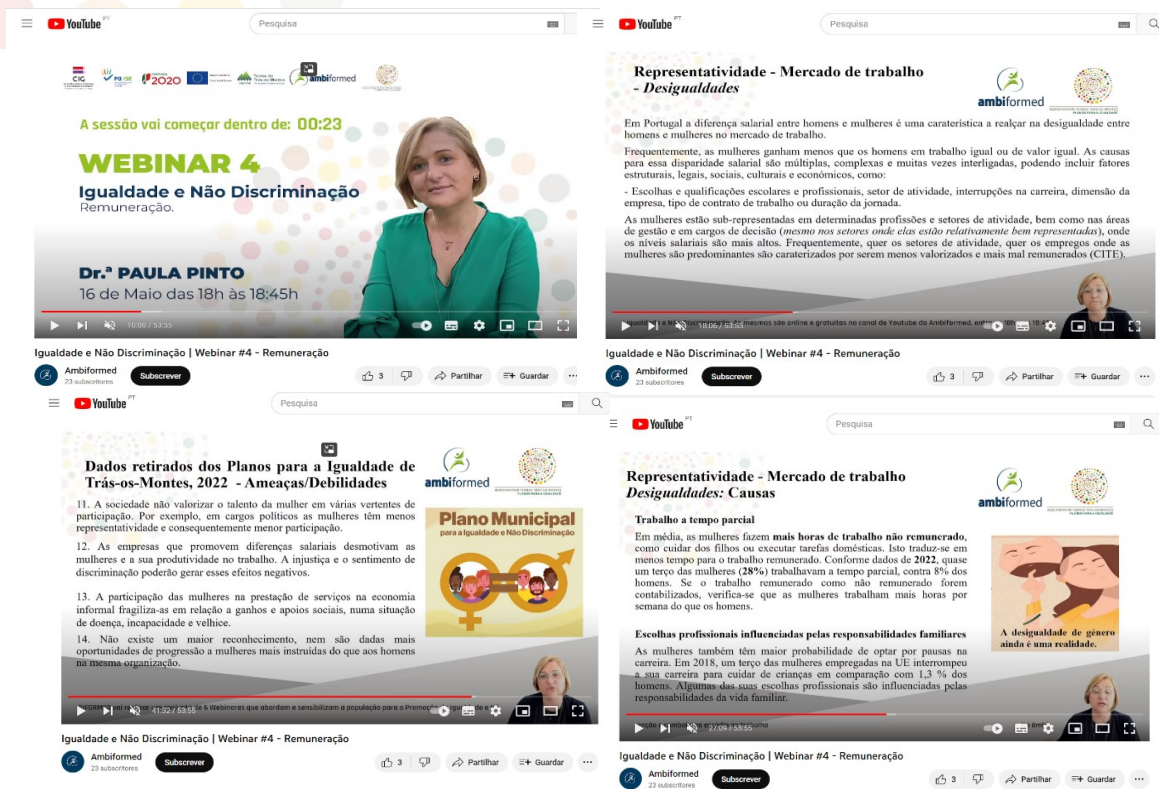 YouTube PT
Pesquisa
CIG
PO ISE
2020
Terras de Trás-os-Montes
ambiformed
A sessão vai começar dentro de: 00:23
WEBINAR 4
Igualdade e Não Discriminação
Remuneração.
Dr.ª PAULA PINTO
16 de Maio das 18h às 18:45h
10:00 / 53:55
Igualdade e Não Discriminação | Webinar #4 - Remuneração
Ambiformed
23 subscritores
Subscrever
3
Partilhar
Guardar
YouTube PT
Pesquisa
Representatividade - Mercado de trabalho
- Desigualdades
ambiformed
Em Portugal a diferença salarial entre homens e mulheres é uma caraterística a realçar na desigualdade entre
homens e mulheres no mercado de trabalho.
Frequentemente, as mulheres ganham menos que os homens em trabalho igual ou de valor igual. As causas
para essa disparidade salarial são múltiplas, complexas e muitas vezes interligadas, podendo incluir fatores
estruturais, legais, sociais, culturais e económicos, como:
- Escolhas e qualificações escolares e profissionais, setor de atividade, interrupções na carreira, dimensão da
empresa, tipo de contrato de trabalho ou duração da jornada.
As mulheres estão sub-representadas em determinadas profissões e setores de atividade, bem como nas áreas
de gestão e em cargos de decisão (mesmo nos setores onde elas estão relativamente bem representadas), onde
os níveis salariais são mais altos. Frequentemente, quer os setores de atividade, quer os empregos onde as
mulheres são predominantes são caraterizados por serem menos valorizados e mais mal remunerados (CITE).
18:06 / 53:55
Igualdade e Não Discriminação | Webinar #4 - Remuneração
Ambiformed
23 subscritores
Subscrever
3
Partilhar
Guardar
YouTube PT
Pesquisa
Dados retirados dos Planos para a Igualdade de
Trás-os-Montes, 2022 - Ameaças/Debilidades
ambiformed
PLANOS PARA A IGUALDADE
11. A sociedade não valorizar o talento da mulher em várias vertentes de
participação. Por exemplo, em cargos políticos as mulheres têm menos
representatividade e consequentemente menor participação.
12. As empresas que promovem diferenças salariais desmotivam as
mulheres e a sua produtividade no trabalho. A injustiça e o sentimento de
discriminação poderão gerar esses efeitos negativos.
13. A participação das mulheres na prestação de serviços na economia
informal fragiliza-as em relação a ganhos e apoios sociais, numa situação
de doença, incapacidade e velhice.
14. Não existe um maior reconhecimento, nem são dadas mais
oportunidades de progressão a mulheres mais instruídas do que aos homens
na mesma organização.
Plano Municipal
para a Igualdade e Não Discriminação
41:32 / 53:55
6 Webinores que abordam e sensibilizam a população para a
Igualdade e Não Discriminação | Webinar #4 - Remuneração
Ambiformed
23 subscritores
Subscrever
3
Partilhar
Guardar
YouTube PT
Pesquisa
Representatividade - Mercado de trabalho
Desigualdades: Causas
ambiformed
PLANOS PARA A IGUALDADE
Trabalho a tempo parcial
Em média, as mulheres fazem mais horas de trabalho não remunerado,
como cuidar dos filhos ou executar tarefas domésticas. Isto traduz-se em
menos tempo para o trabalho remunerado. Conforme dados de 2022, quase
um terço das mulheres (28%) trabalhavam a tempo parcial, contra 8% dos
homens. Se o trabalho remunerado como não remunerado forem
contabilizados, verifica-se que as mulheres trabalham mais horas por
semana do que os homens.
Escolhas profissionais influenciadas pelas responsabilidades familiares
As mulheres também têm maior probabilidade de optar por pausas na
carreira. Em 2018, um terço das mulheres empregadas na UE interrompeu
a sua carreira para cuidar de crianças em comparação com 1,3 % dos
homens. Algumas das suas escolhas profissionais são influenciadas pelas
responsabilidades da vida familiar.
A desigualdade de género
ainda é uma realidade.
27:09 / 53:55
Igualdade e Não Discriminação | Webinar #4 - Remuneração
Ambiformed
23 subscritores
Subscrever
3
Partilhar
Guardar